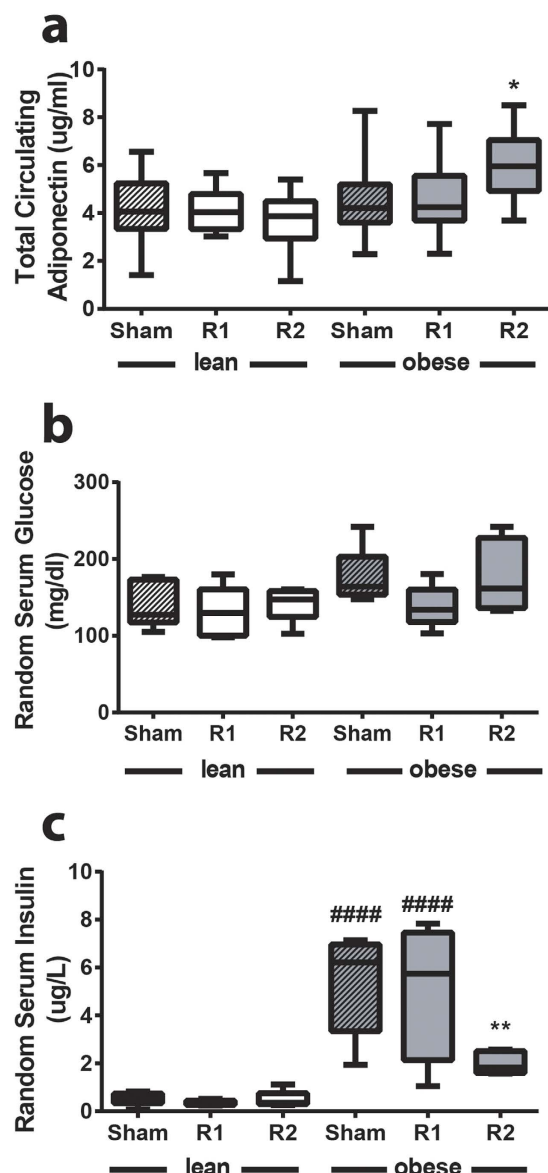 a
Total Circulating
Adiponectin (ug/ml)
10
8
6
4
2
0
*
Sham R1 R2 Sham R1 R2
lean obese
b
Random Serum Glucose
(mg/dl)
300
200
100
0
Sham R1 R2 Sham R1 R2
lean obese
c
Random Serum Insulin
(ug/L)
10
8
6
4
2
0
#### #### **
Sham R1 R2 Sham R1 R2
lean obese